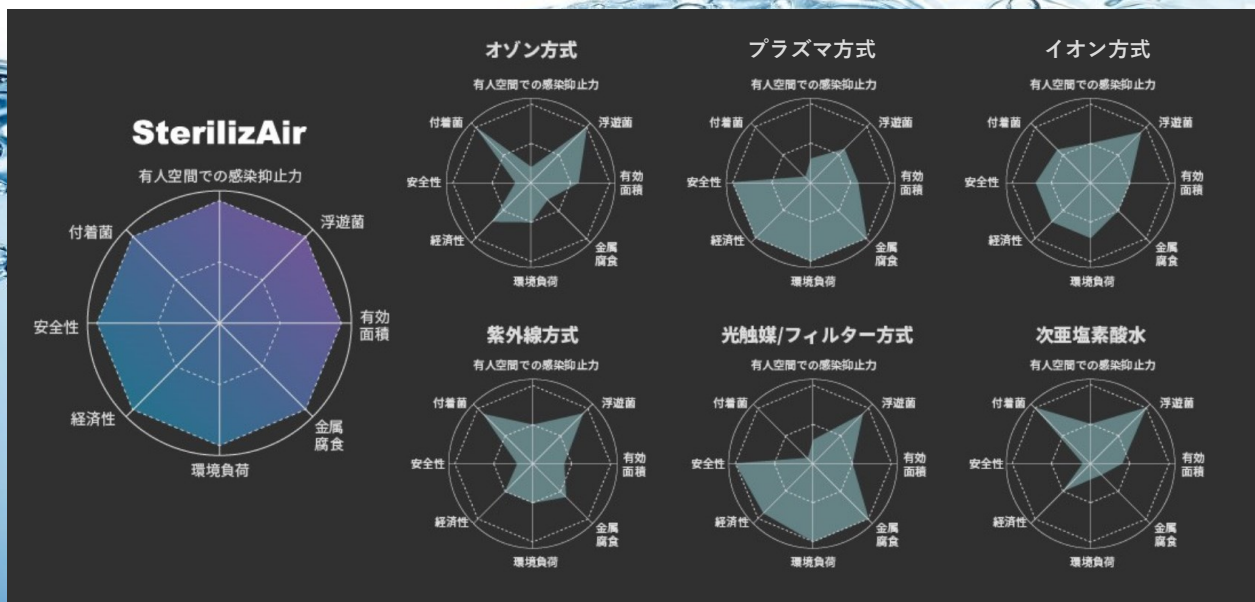 SterilizAir
有人空間での感染抑止力
浮遊菌
有効
面積
金属
腐食
環境負荷
経済性
安全性
付着菌
オゾン方式
有人空間での感染抑止力
浮遊菌
有効
面積
金属
腐食
環境負荷
経済性
安全性
付着菌
プラズマ方式
有人空間での感染抑止力
浮遊菌
有効
面積
金属
腐食
環境負荷
経済性
安全性
付着菌
イオン方式
有人空間での感染抑止力
浮遊菌
有効
面積
金属
腐食
環境負荷
経済性
安全性
付着菌
紫外線方式
有人空間での感染抑止力
浮遊菌
有効
面積
金属
腐食
環境負荷
経済性
安全性
付着菌
光触媒/フィルター方式
有人空間での感染抑止力
浮遊菌
有効
面積
金属
腐食
環境負荷
経済性
安全性
付着菌
次亜塩素酸水
有人空間での感染抑止力
浮遊菌
有効
面積
金属
腐食
環境負荷
経済性
安全性
付着菌